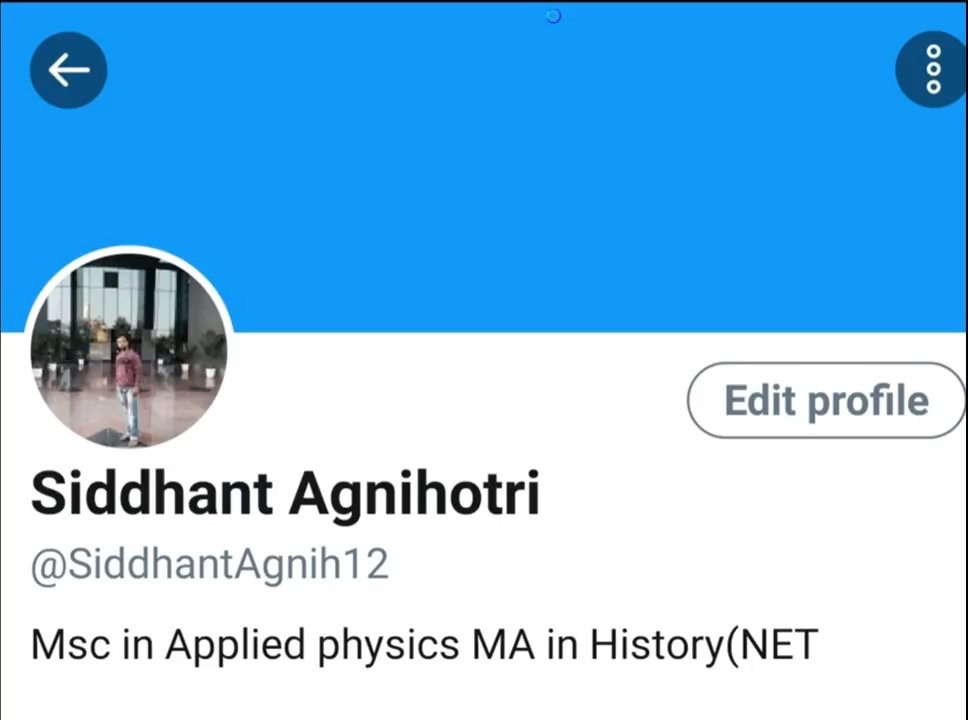 Edit profile
Siddhant Agnihotri
@SiddhantAgnih12
Msc in Applied physics MA in History(NET